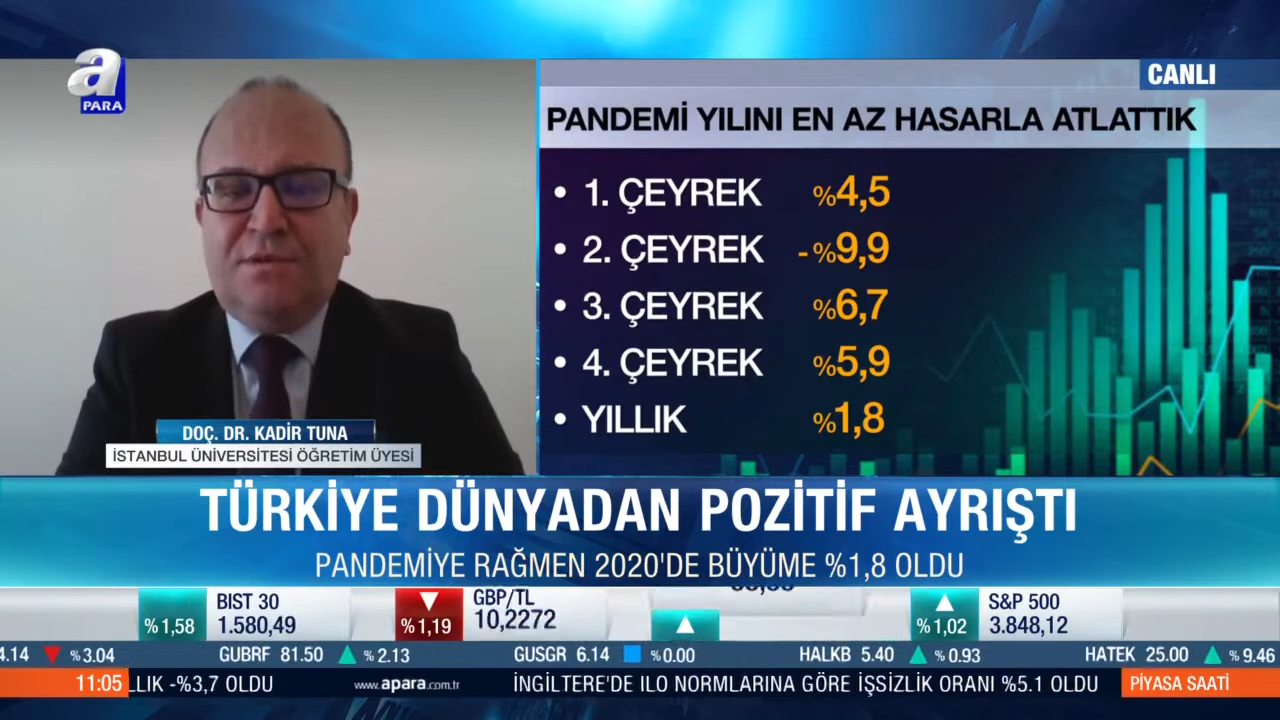 a
PARA
CANLI
PANDEMİ YILINI EN AZ HASARLA ATLATTIK
• 1. ÇEYREK %4,5
• 2. ÇEYREK -%9,9
• 3. ÇEYREK %6,7
• 4. ÇEYREK %5,9
• YILLIK %1,8
DOÇ. DR. KADİR TUNA
İSTANBUL ÜNİVERSİTESİ ÖĞRETİM ÜYESİ
TÜRKİYE DÜNYADAN POZİTİF AYRIŞTI
PANDEMİYE RAĞMEN 2020'DE BÜYÜME %1,8 OLDU
%1,58 BIST 30 1.580,49
%1,19 GBP/TL 10,2272
%1,02 S&P 500 3.848,12
4.14 %3.04 GUBRF 81.50 %2.13 GUSGR 6.14 %0.00 HALKB 5.40 %0.93 HATEK 25.00 %9.46
11:05 LLIK -%3,7 OLDU www.apara.com.tr İNGİLTERE'DE ILO NORMLARINA GÖRE İŞSİZLİK ORANI %5.1 OLDU PİYASA SAATİ